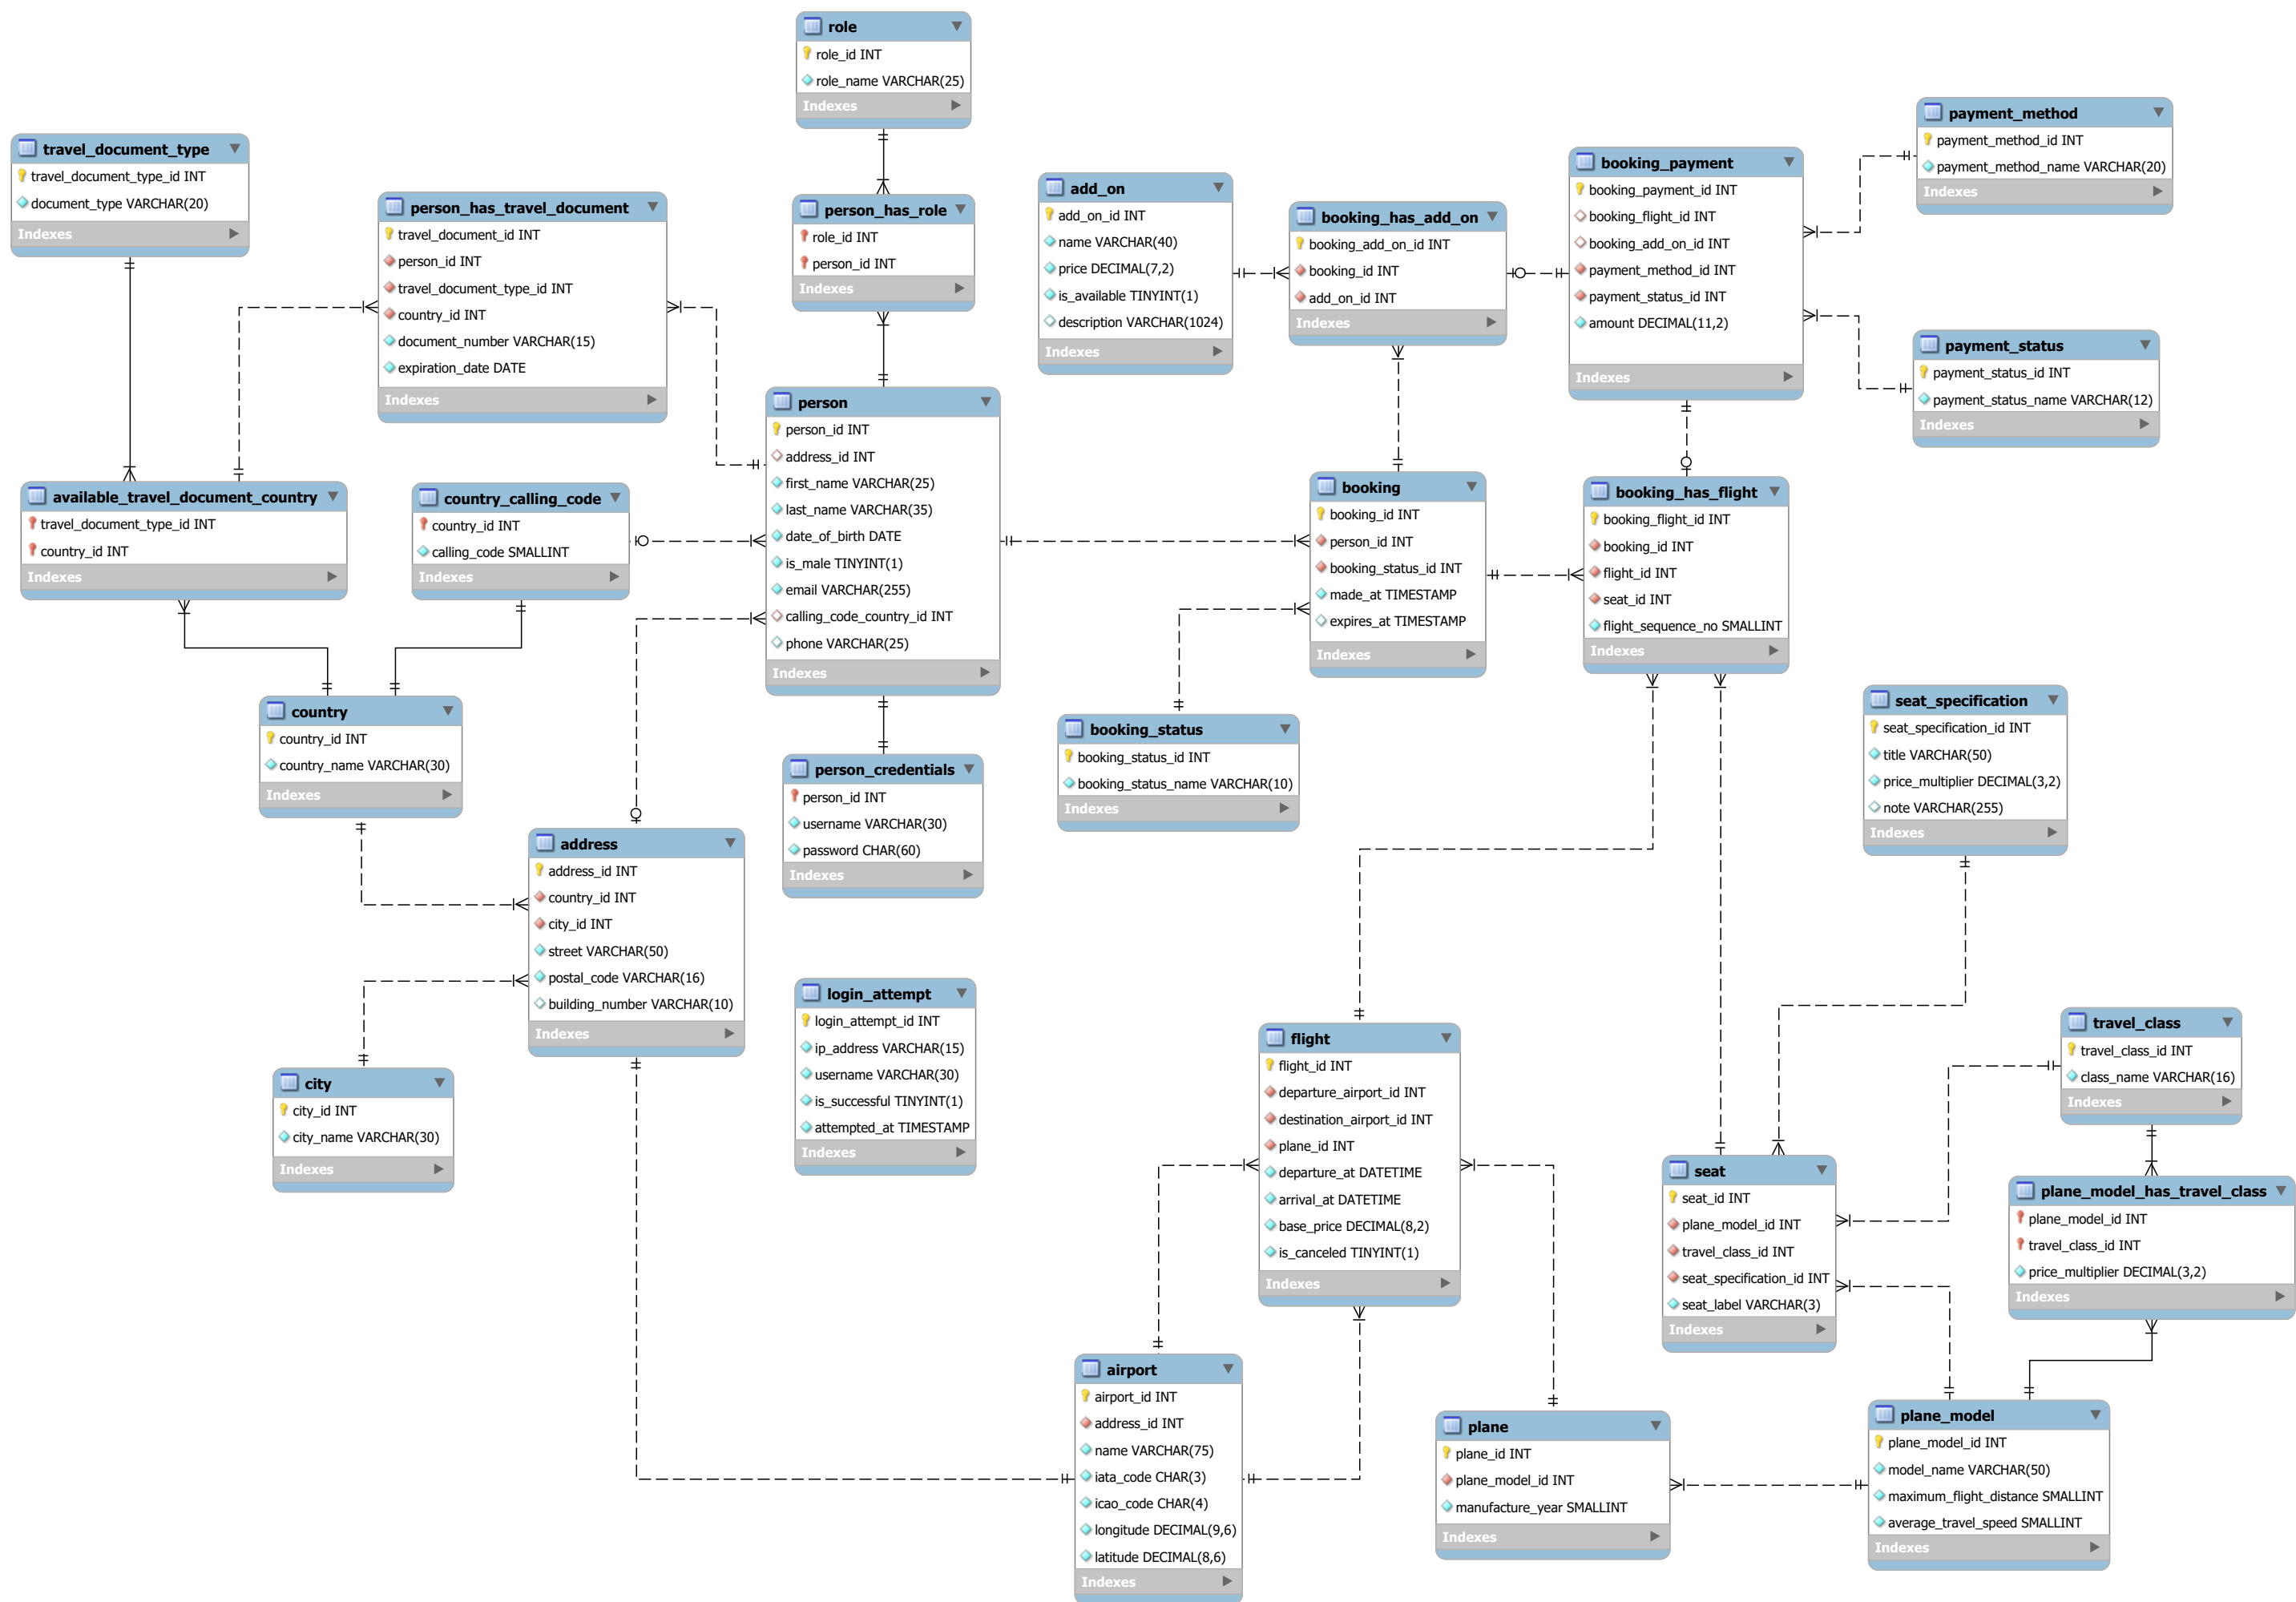 role
role_id INT
role_name VARCHAR(25)
Indexes
travel_document_type
travel_document_type_id INT
document_type VARCHAR(20)
Indexes
person_has_travel_document
travel_document_id INT
person_id INT
travel_document_type_id INT
country_id INT
document_number VARCHAR(15)
expiration_date DATE
Indexes
person_has_role
role_id INT
person_id INT
Indexes
add_on
add_on_id INT
name VARCHAR(40)
price DECIMAL(7,2)
is_available TINYINT(1)
description VARCHAR(1024)
Indexes
booking_has_add_on
booking_add_on_id INT
booking_id INT
add_on_id INT
Indexes
booking_payment
booking_payment_id INT
booking_flight_id INT
booking_add_on_id INT
payment_method_id INT
payment_status_id INT
amount DECIMAL(11,2)
Indexes
payment_method
payment_method_id INT
payment_method_name VARCHAR(20)
Indexes
payment_status
payment_status_id INT
payment_status_name VARCHAR(12)
Indexes
available_travel_document_country
travel_document_type_id INT
country_id INT
Indexes
country_calling_code
country_id INT
calling_code SMALLINT
Indexes
person
person_id INT
address_id INT
first_name VARCHAR(25)
last_name VARCHAR(35)
date_of_birth DATE
is_male TINYINT(1)
email VARCHAR(255)
calling_code_country_id INT
phone VARCHAR(25)
Indexes
booking
booking_id INT
person_id INT
booking_status_id INT
made_at TIMESTAMP
expires_at TIMESTAMP
Indexes
booking_has_flight
booking_flight_id INT
booking_id INT
flight_id INT
seat_id INT
flight_sequence_no SMALLINT
Indexes
country
country_id INT
country_name VARCHAR(30)
Indexes
person_credentials
person_id INT
username VARCHAR(30)
password CHAR(60)
Indexes
booking_status
booking_status_id INT
booking_status_name VARCHAR(10)
Indexes
seat_specification
seat_specification_id INT
title VARCHAR(50)
price_multiplier DECIMAL(3,2)
note VARCHAR(255)
Indexes
address
address_id INT
country_id INT
city_id INT
street VARCHAR(50)
postal_code VARCHAR(16)
building_number VARCHAR(10)
Indexes
city
city_id INT
city_name VARCHAR(30)
Indexes
login_attempt
login_attempt_id INT
ip_address VARCHAR(15)
username VARCHAR(30)
is_successful TINYINT(1)
attempted_at TIMESTAMP
Indexes
flight
flight_id INT
departure_airport_id INT
destination_airport_id INT
plane_id INT
departure_at DATETIME
arrival_at DATETIME
base_price DECIMAL(8,2)
is_canceled TINYINT(1)
Indexes
travel_class
travel_class_id INT
class_name VARCHAR(16)
Indexes
seat
seat_id INT
plane_model_id INT
travel_class_id INT
seat_specification_id INT
seat_label VARCHAR(3)
Indexes
plane_model_has_travel_class
plane_model_id INT
travel_class_id INT
price_multiplier DECIMAL(3,2)
Indexes
airport
airport_id INT
address_id INT
name VARCHAR(75)
iata_code CHAR(3)
icao_code CHAR(4)
longitude DECIMAL(9,6)
latitude DECIMAL(8,6)
Indexes
plane
plane_id INT
plane_model_id INT
manufacture_year SMALLINT
Indexes
plane_model
plane_model_id INT
model_name VARCHAR(50)
maximum_flight_distance SMALLINT
average_travel_speed SMALLINT
Indexes